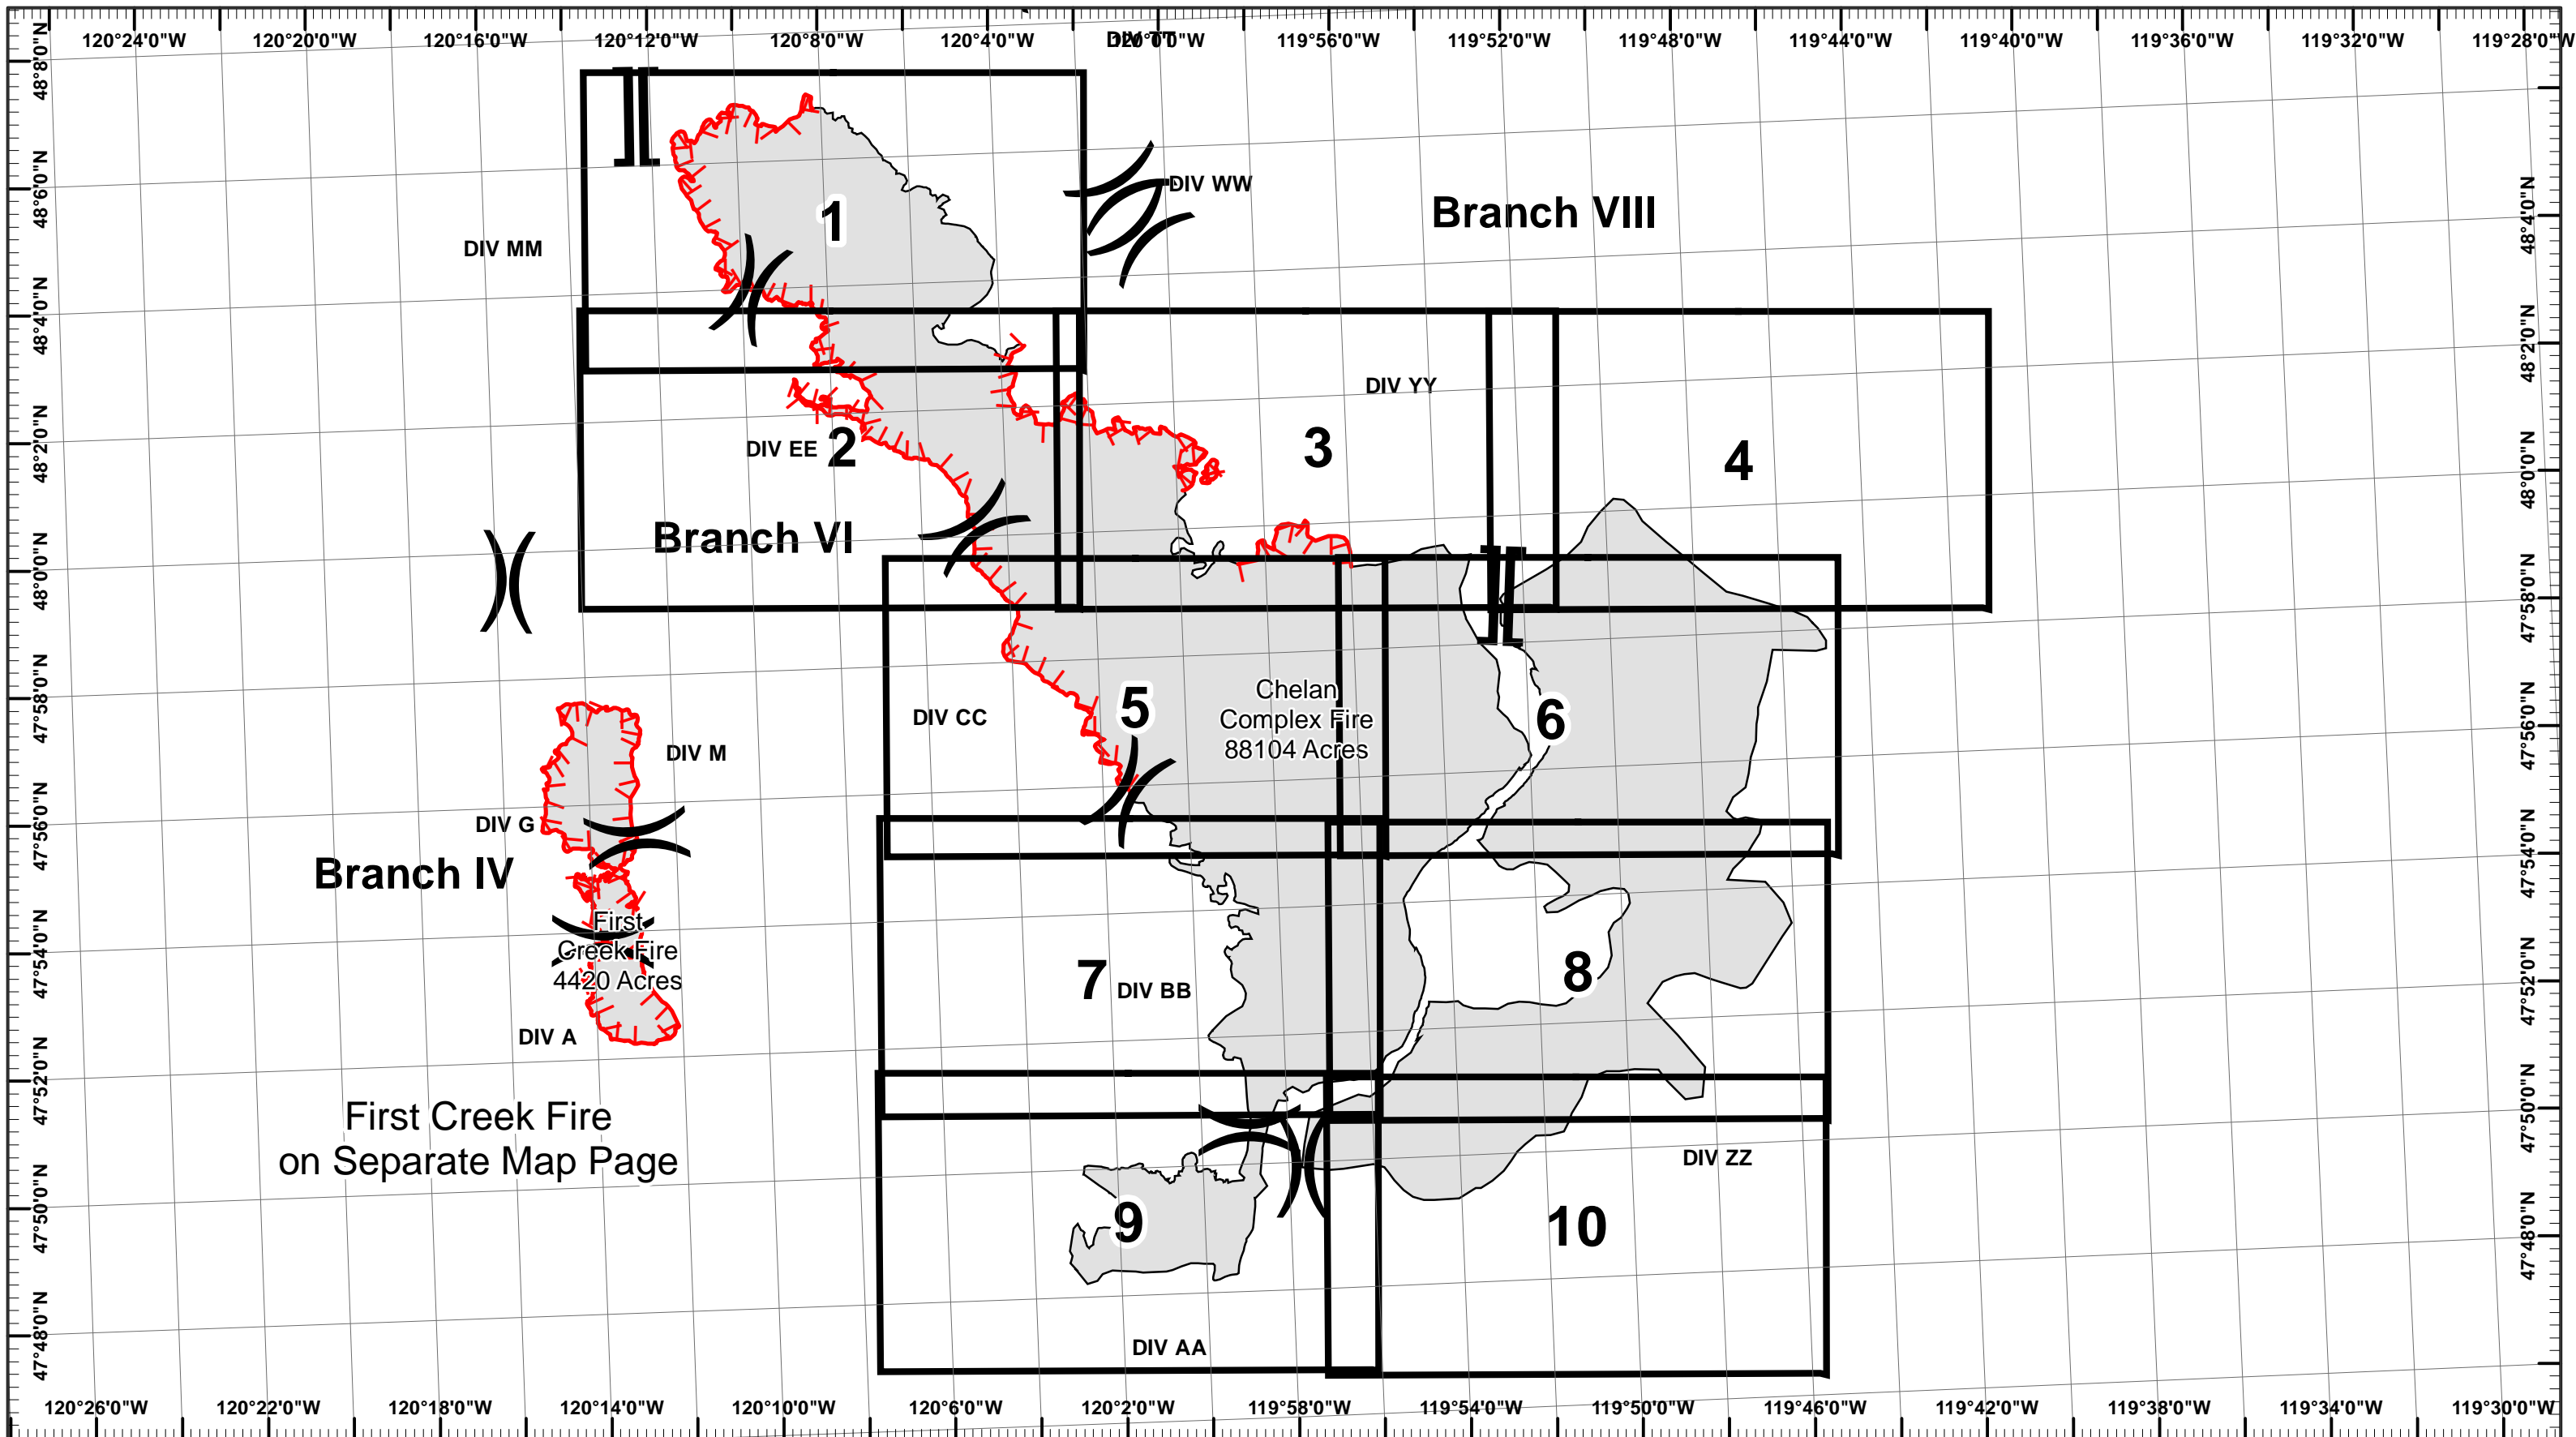 120°24'0"W 120°20'0"W 120°16'0"W 120°12'0"W 120°8'0"W 120°4'0"W 120°0'0"W 119°56'0"W 119°52'0"W 119°48'0"W 119°44'0"W 119°40'0"W 119°36'0"W 119°32'0"W 119°28'0"W
DIV TT
48°8'0"N
48°6'0"N
48°4'0"N
48°2'0"N
48°0'0"N
47°58'0"N
47°56'0"N
47°54'0"N
47°52'0"N
47°50'0"N
47°48'0"N
DIV WW
Branch VIII
1
DIV MM
DIV YY
DIV EE
2
3
4
Branch VI
Chelan
Complex Fire
88104 Acres
5
6
DIV CC
DIV M
DIV G
Branch IV
First
Creek Fire
4420 Acres
7
DIV BB
8
DIV A
First Creek Fire
on Separate Map Page
DIV ZZ
9
10
DIV AA
48°4'0"N
48°2'0"N
48°0'0"N
47°58'0"N
47°56'0"N
47°54'0"N
47°52'0"N
47°50'0"N
47°48'0"N
120°26'0"W 120°22'0"W 120°18'0"W 120°14'0"W 120°10'0"W 120°6'0"W 120°2'0"W 119°58'0"W 119°54'0"W 119°50'0"W 119°46'0"W 119°42'0"W 119°38'0"W 119°34'0"W 119°30'0"W